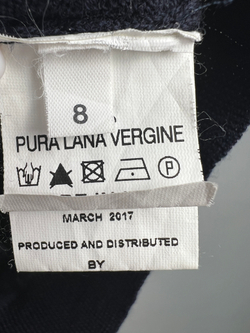 8
PURA LANA VERGINE
P
MARCH 2017
PRODUCED AND DISTRIBUTED
BY